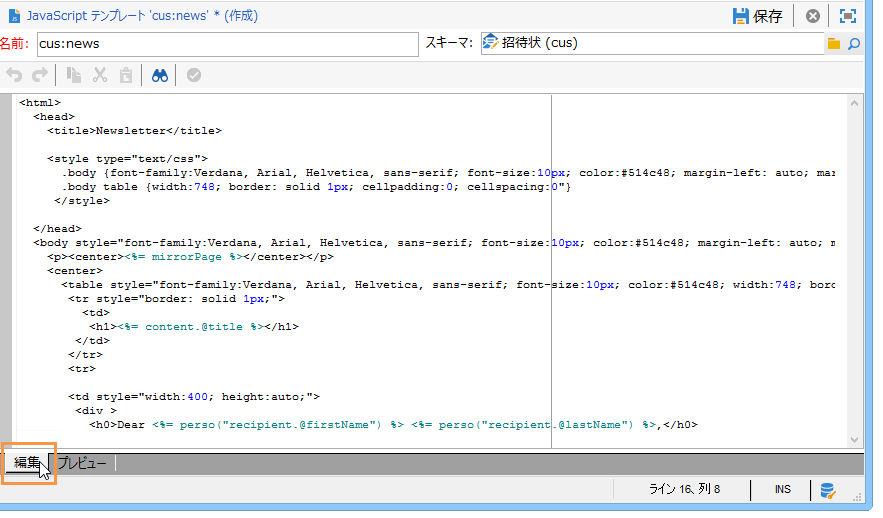 JavaScript テンプレート 'cus:news' * (作成) 保存
名前: cus:news スキーマ: 招待状 (cus)
<html>
<head>
<title>Newsletter</title>
<style type="text/css">
.body {font-family:Verdana, Arial, Helvetica, sans-serif; font-size:10px; color:#514c48; margin-left: auto; mar
.body table {width:748; border: solid 1px; cellpadding:0; cellspacing:0"}
</style>
</head>
<body style="font-family:Verdana, Arial, Helvetica, sans-serif; font-size:10px; color:#514c48; margin-left: auto; m
<p><center><%= mirrorPage %></center></p>
<center>
<table style="font-family:Verdana, Arial, Helvetica, sans-serif; font-size:10px; color:#514c48; width:748; bord
<tr style="border: solid 1px;">
<td>
<h1><%= content.@title %></h1>
</td>
</tr>
<tr>
<td style="width:400; height:auto;">
<div >
<h0>Dear <%= perso("recipient.@firstName") %> <%= perso("recipient.@lastName") %>,</h0>
編集 プレビュー
ライン 16、列 8 INS